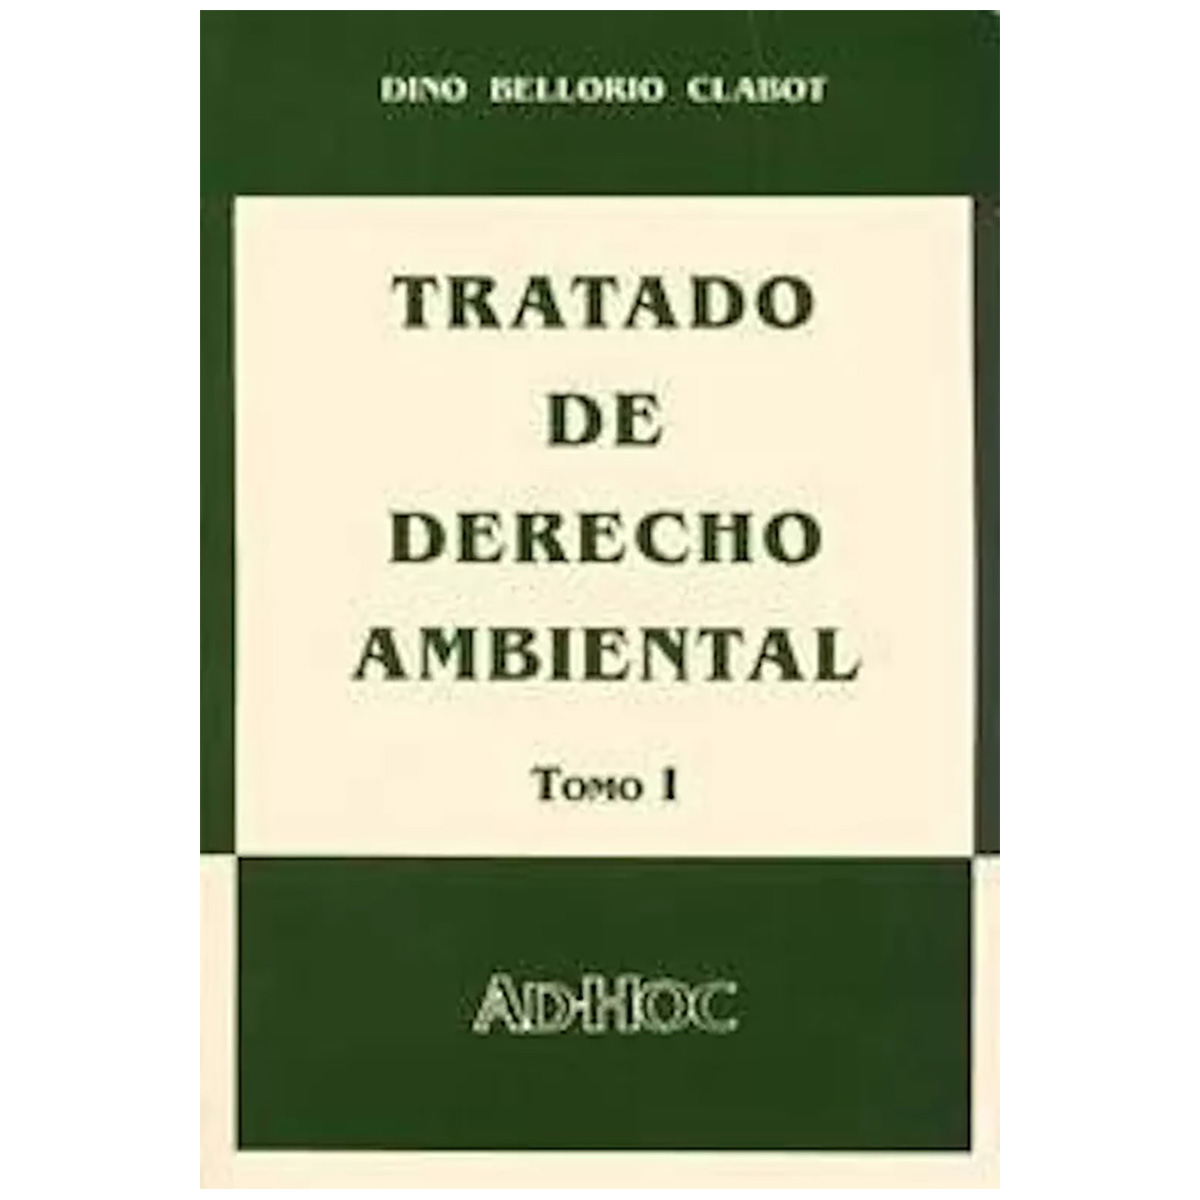 DINO BELLORIO CLABOT
TRATADO
DE
DERECHO
AMBIENTAL
TOMO I
AD-HOC